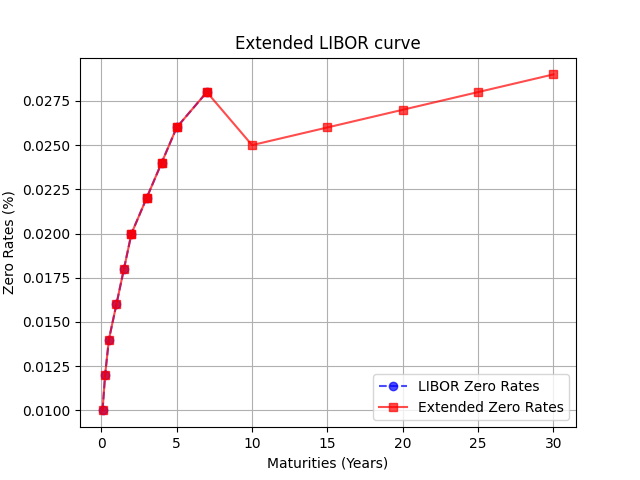 Extended LIBOR curve
Zero Rates (%)
0.0275
0.0250
0.0225
0.0200
0.0175
0.0150
0.0125
0.0100
0 5 10 15 20 25 30
Maturities (Years)
LIBOR Zero Rates
Extended Zero Rates